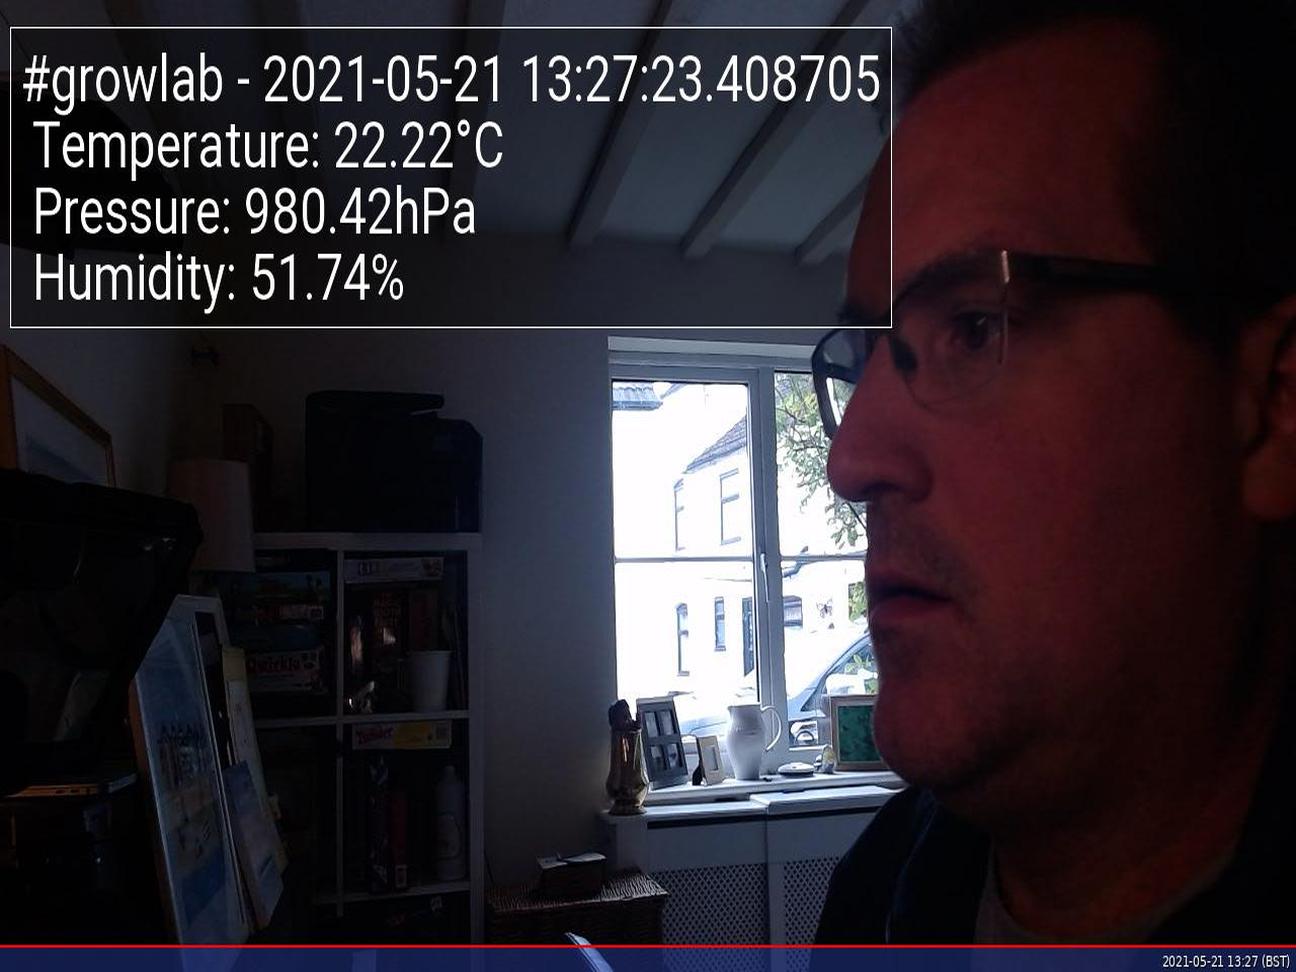 #growlab - 2021-05-21 13:27:23.408705
Temperature: 22.22°C
Pressure: 980.42hPa
Humidity: 51.74%
Qwirkle
2021-05-21 13:27 (BST)